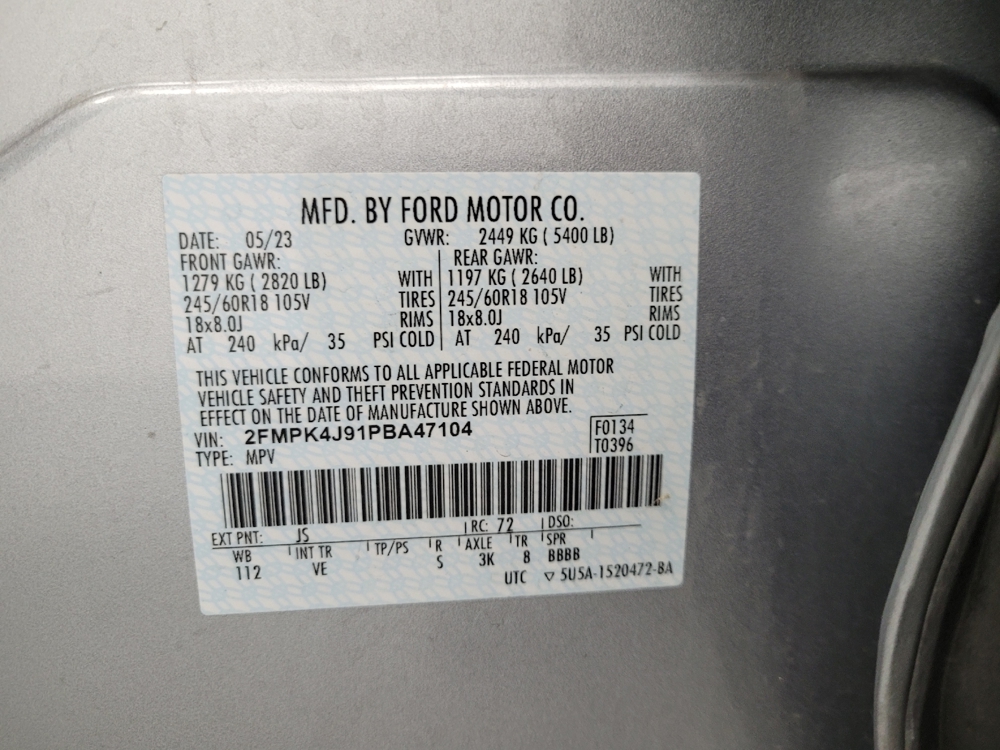 MFD. BY FORD MOTOR CO.
DATE: 05/23 GVWR: 2449 KG ( 5400 LB)
FRONT GAWR: REAR GAWR:
1279 KG ( 2820 LB) WITH 1197 KG ( 2640 LB) WITH
245/60R18 105V TIRES 245/60R18 105V TIRES
18x8.0J RIMS 18x8.0J RIMS
AT 240 kPa/ 35 PSI COLD AT 240 kPa/ 35 PSI COLD
THIS VEHICLE CONFORMS TO ALL APPLICABLE FEDERAL MOTOR
VEHICLE SAFETY AND THEFT PREVENTION STANDARDS IN
EFFECT ON THE DATE OF MANUFACTURE SHOWN ABOVE.
VIN: 2FMPK4J91PBA47104 F0134
TYPE: MPV T0396
EXT PNT: JS RC: 72 DSO:
WB INT TR TP/PS R AXLE TR SPR
112 VE S 3K 8 BBBB
UTC ▽ 5U5A-1520472-BA